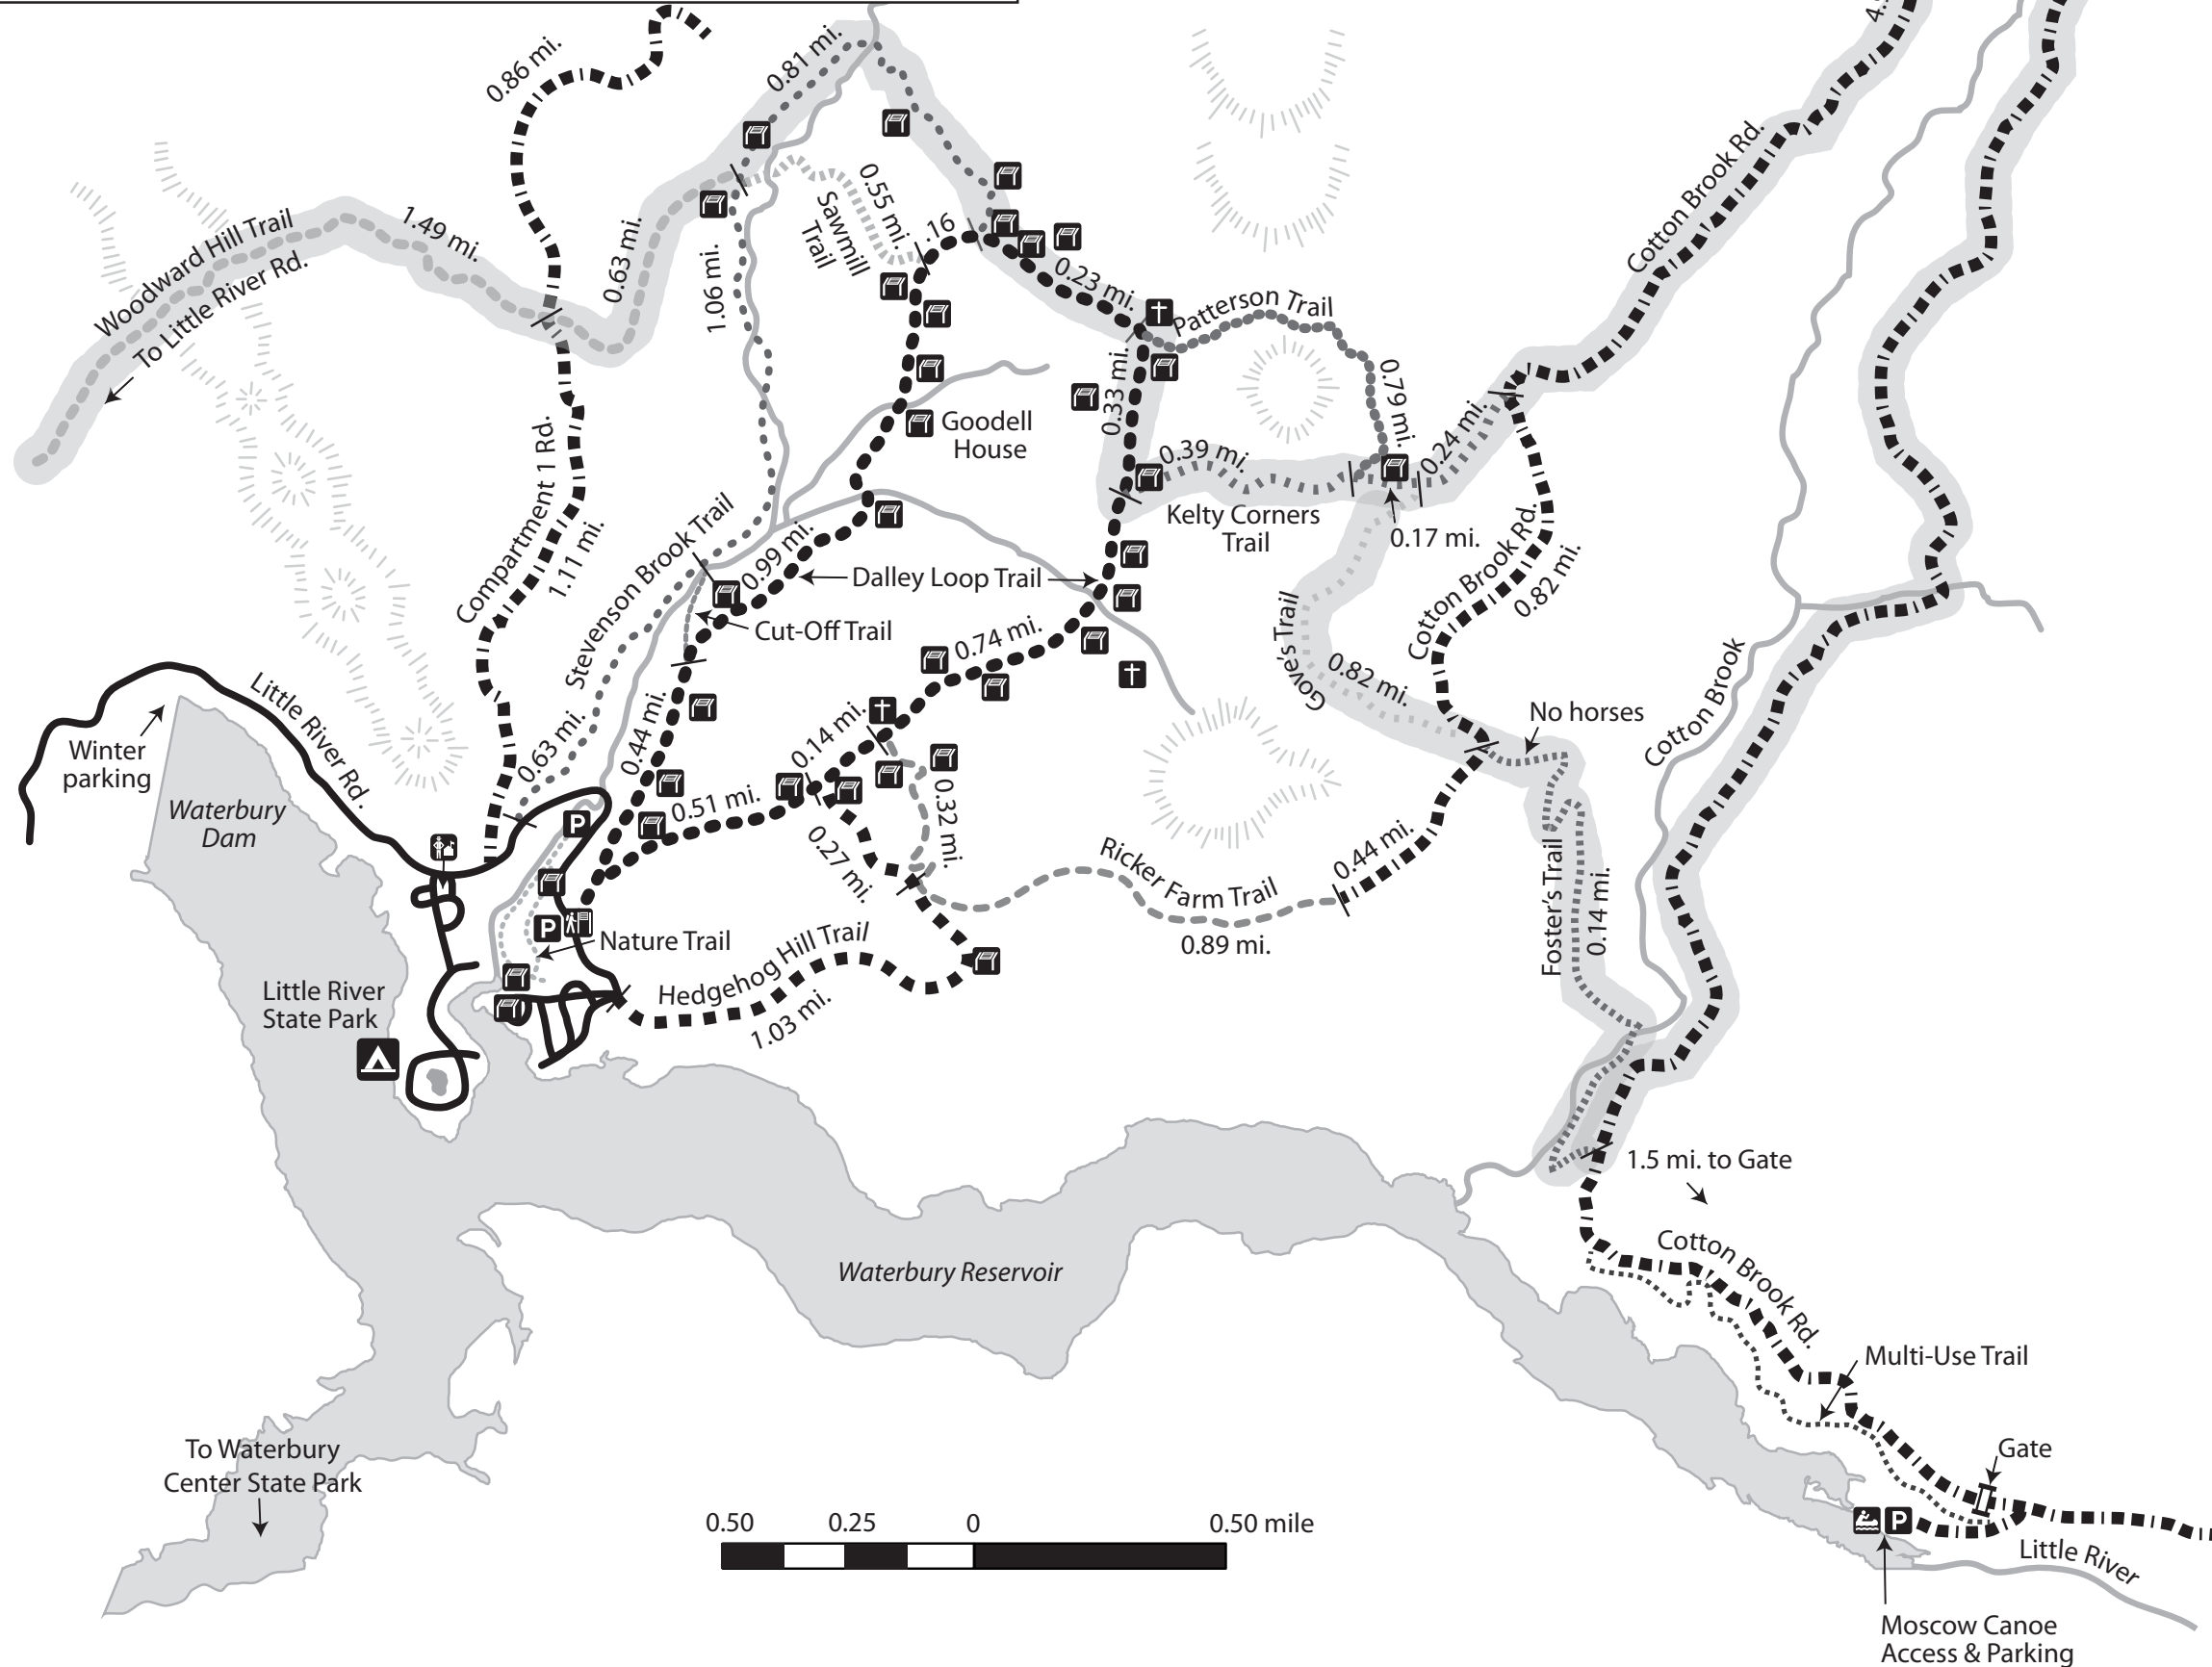 0.86 mi.
0.81 mi.
Woodward Hill Trail
To Little River Rd.
1.49 mi.
0.63 mi.
1.06 mi.
Sawmill
Trail
0.55 mi.
.16
0.23 mi.
Patterson Trail
0.33 mi.
0.79 mi.
Cotton Brook Rd.
0.39 mi.
0.24 mi.
Kelty Corners
Trail
0.17 mi.
Goodell
House
Compartment 1 Rd.
1.11 mi.
Stevenson Brook Trail
0.99 mi.
Dalley Loop Trail
Cut-Off Trail
Gove's Trail
0.82 mi.
Cotton Brook Rd.
0.82 mi.
No horses
Cotton Brook
Little River Rd.
Winter
parking
Waterbury
Dam
0.63 mi.
0.44 mi.
0.74 mi.
0.14 mi.
0.51 mi.
0.27 mi.
0.32 mi.
Ricker Farm Trail
0.89 mi.
0.44 mi.
Foster's Trail
0.14 mi.
P
P
Nature Trail
Hedgehog Hill Trail
1.03 mi.
Little River
State Park
1.5 mi. to Gate
Cotton Brook Rd.
Waterbury Reservoir
Multi-Use Trail
To Waterbury
Center State Park
Gate
0.50
0.25
0
0.50 mile
P
Little River
Moscow Canoe
Access & Parking